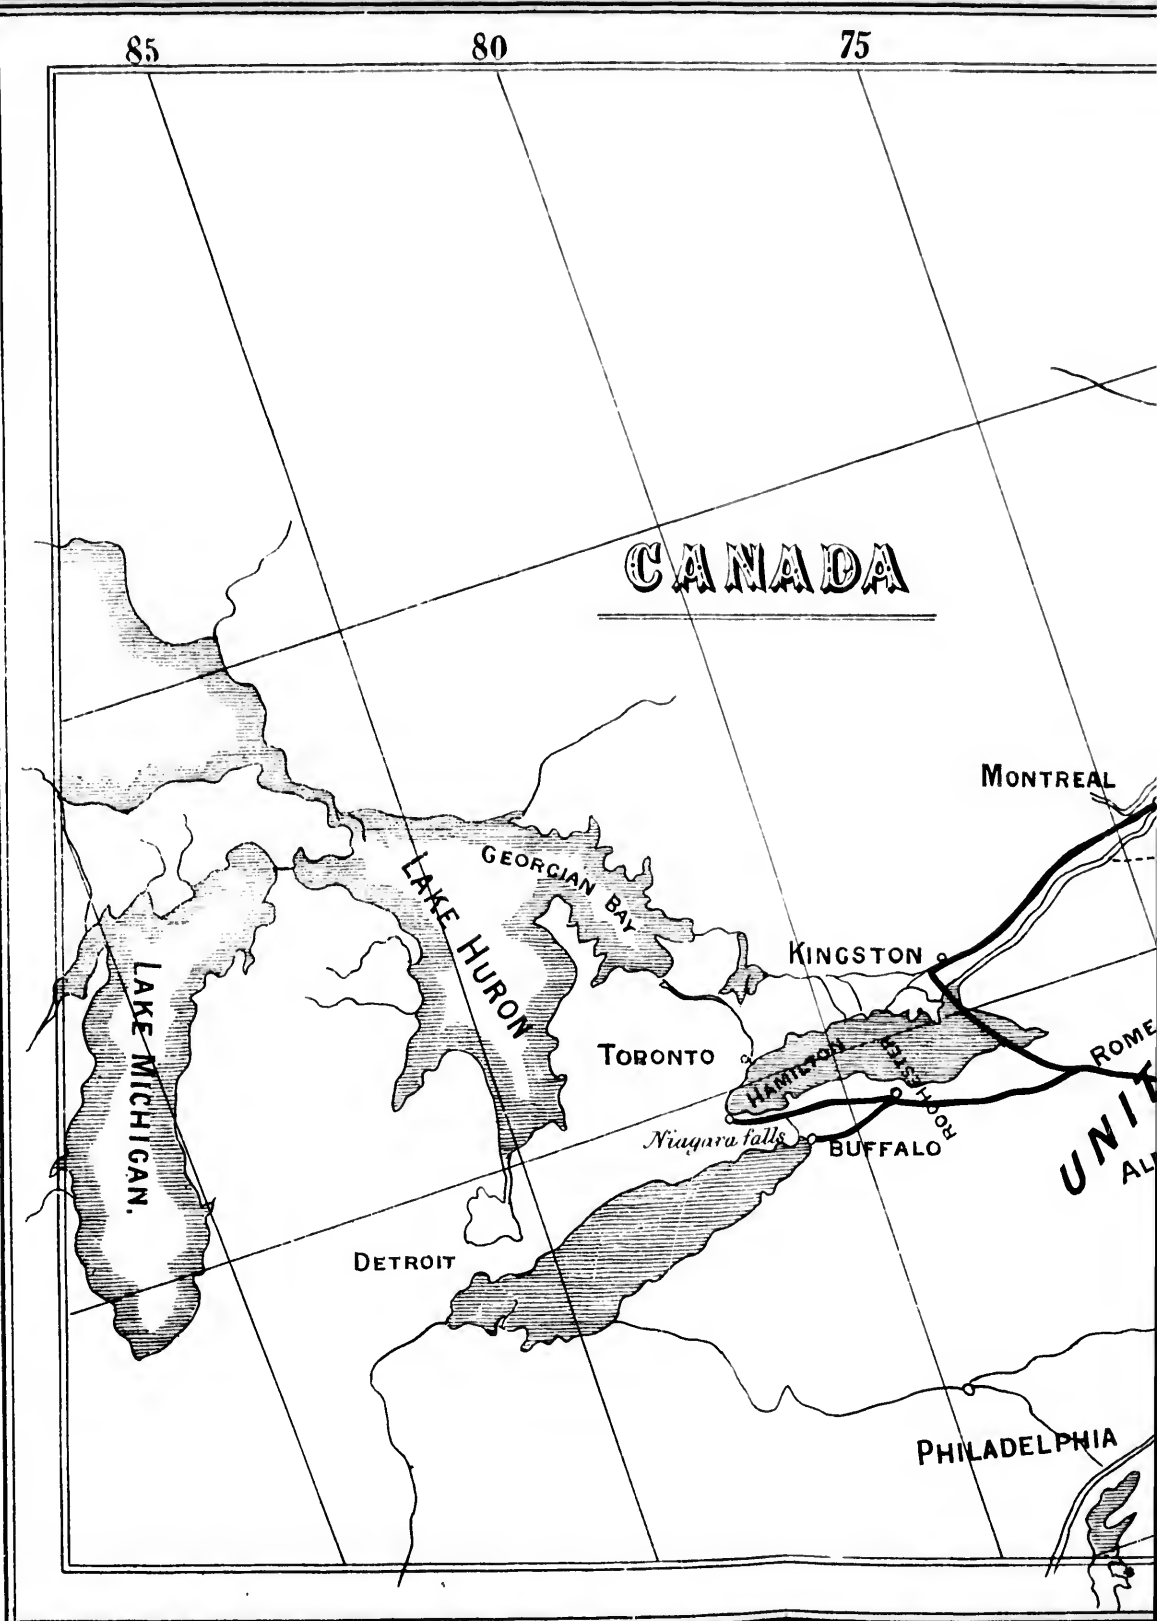 85 80 75
CANADA
MONTREAL
GEORGIAN BAY
LAKE HURON
KINGSTON
LAKE MICHIGAN.
TORONTO
HAMILTON
ROCHESTER
ROME
Niagara falls
BUFFALO
UNIT
AL
DETROIT
PHILADELPHIA